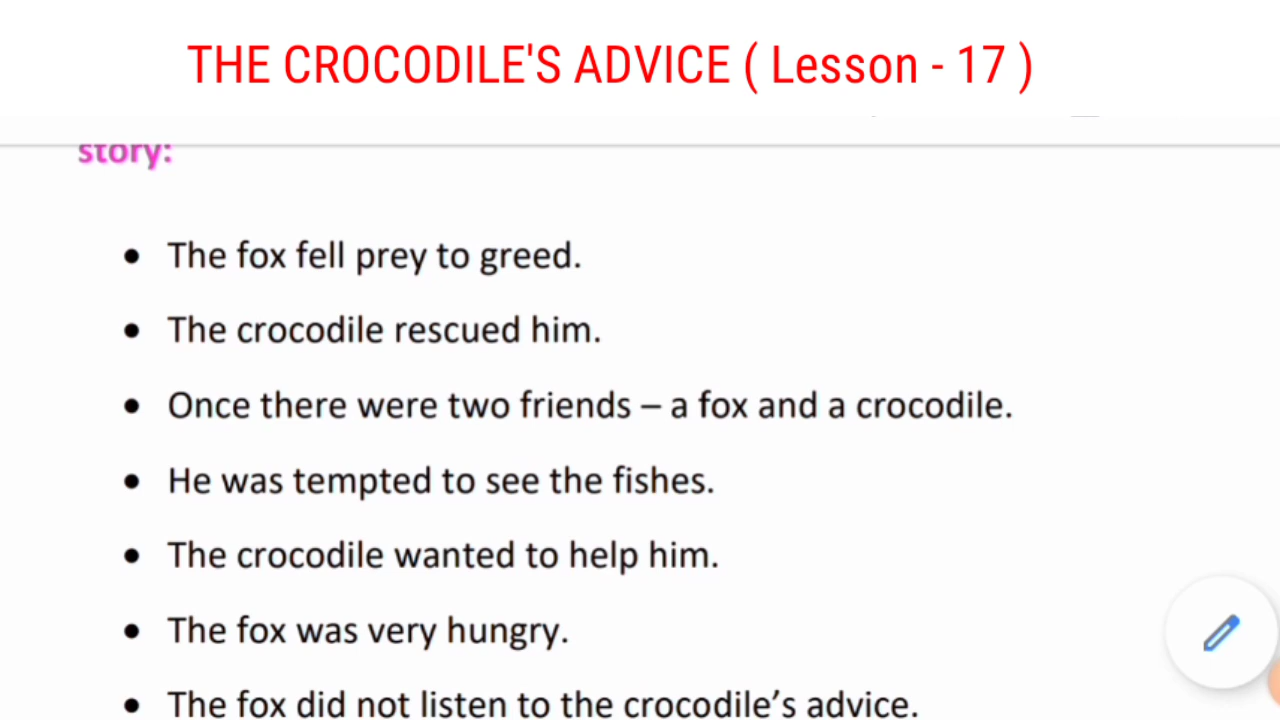 THE CROCODILE'S ADVICE ( Lesson - 17 )
story:
• The fox fell prey to greed.
• The crocodile rescued him.
• Once there were two friends – a fox and a crocodile.
• He was tempted to see the fishes.
• The crocodile wanted to help him.
• The fox was very hungry.
• The fox did not listen to the crocodile’s advice.